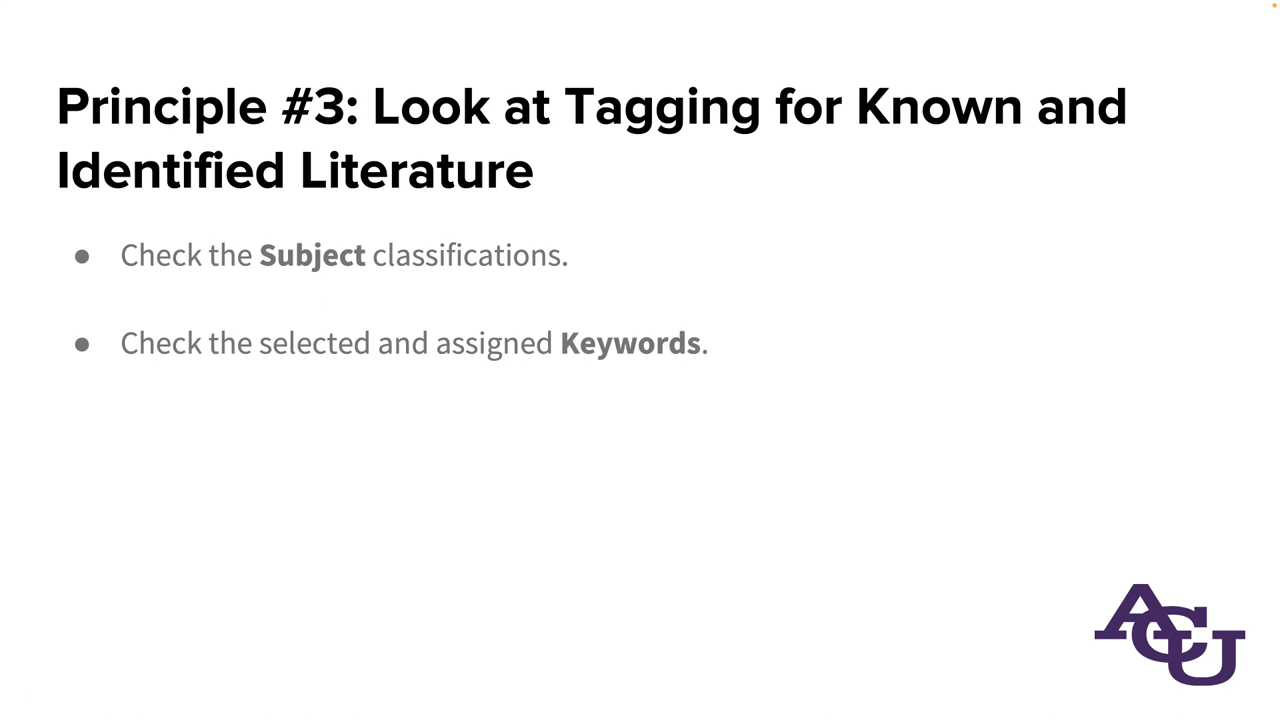 Principle #3: Look at Tagging for Known and
Identified Literature
● Check the Subject classifications.
● Check the selected and assigned Keywords.
ACU